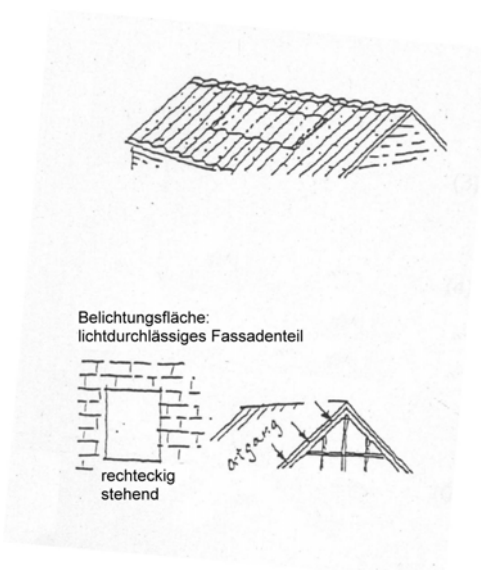 Belichtungsfläche:
lichtdurchlässiges Fassadenteil
ortgang
rechteckig
stehend